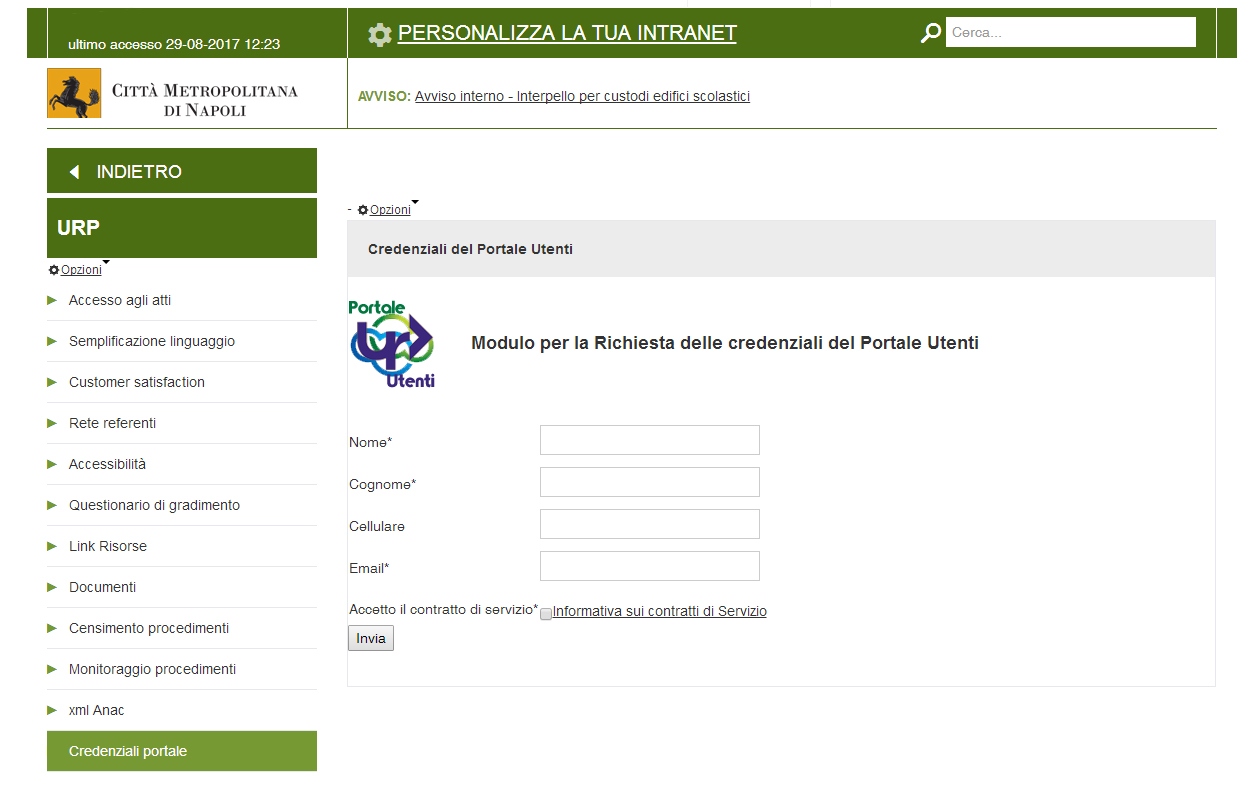 ultimo accesso 29-08-2017 12:23
PERSONALIZZA LA TUA INTRANET
Cerca...
CITTÀ METROPOLITANA
DI NAPOLI
AVVISO: Avviso interno - Interpello per custodi edifici scolastici
INDIETRO
URP
Opzioni
Accesso agli atti
Semplificazione linguaggio
Customer satisfaction
Rete referenti
Accessibilità
Questionario di gradimento
Link Risorse
Documenti
Censimento procedimenti
Monitoraggio procedimenti
xml Anac
Credenziali portale
- Opzioni
Credenziali del Portale Utenti
Portale
ur
Utenti
Modulo per la Richiesta delle credenziali del Portale Utenti
Nome*
Cognome*
Cellulare
Email*
Accetto il contratto di servizio* Informativa sui contratti di Servizio
Invia